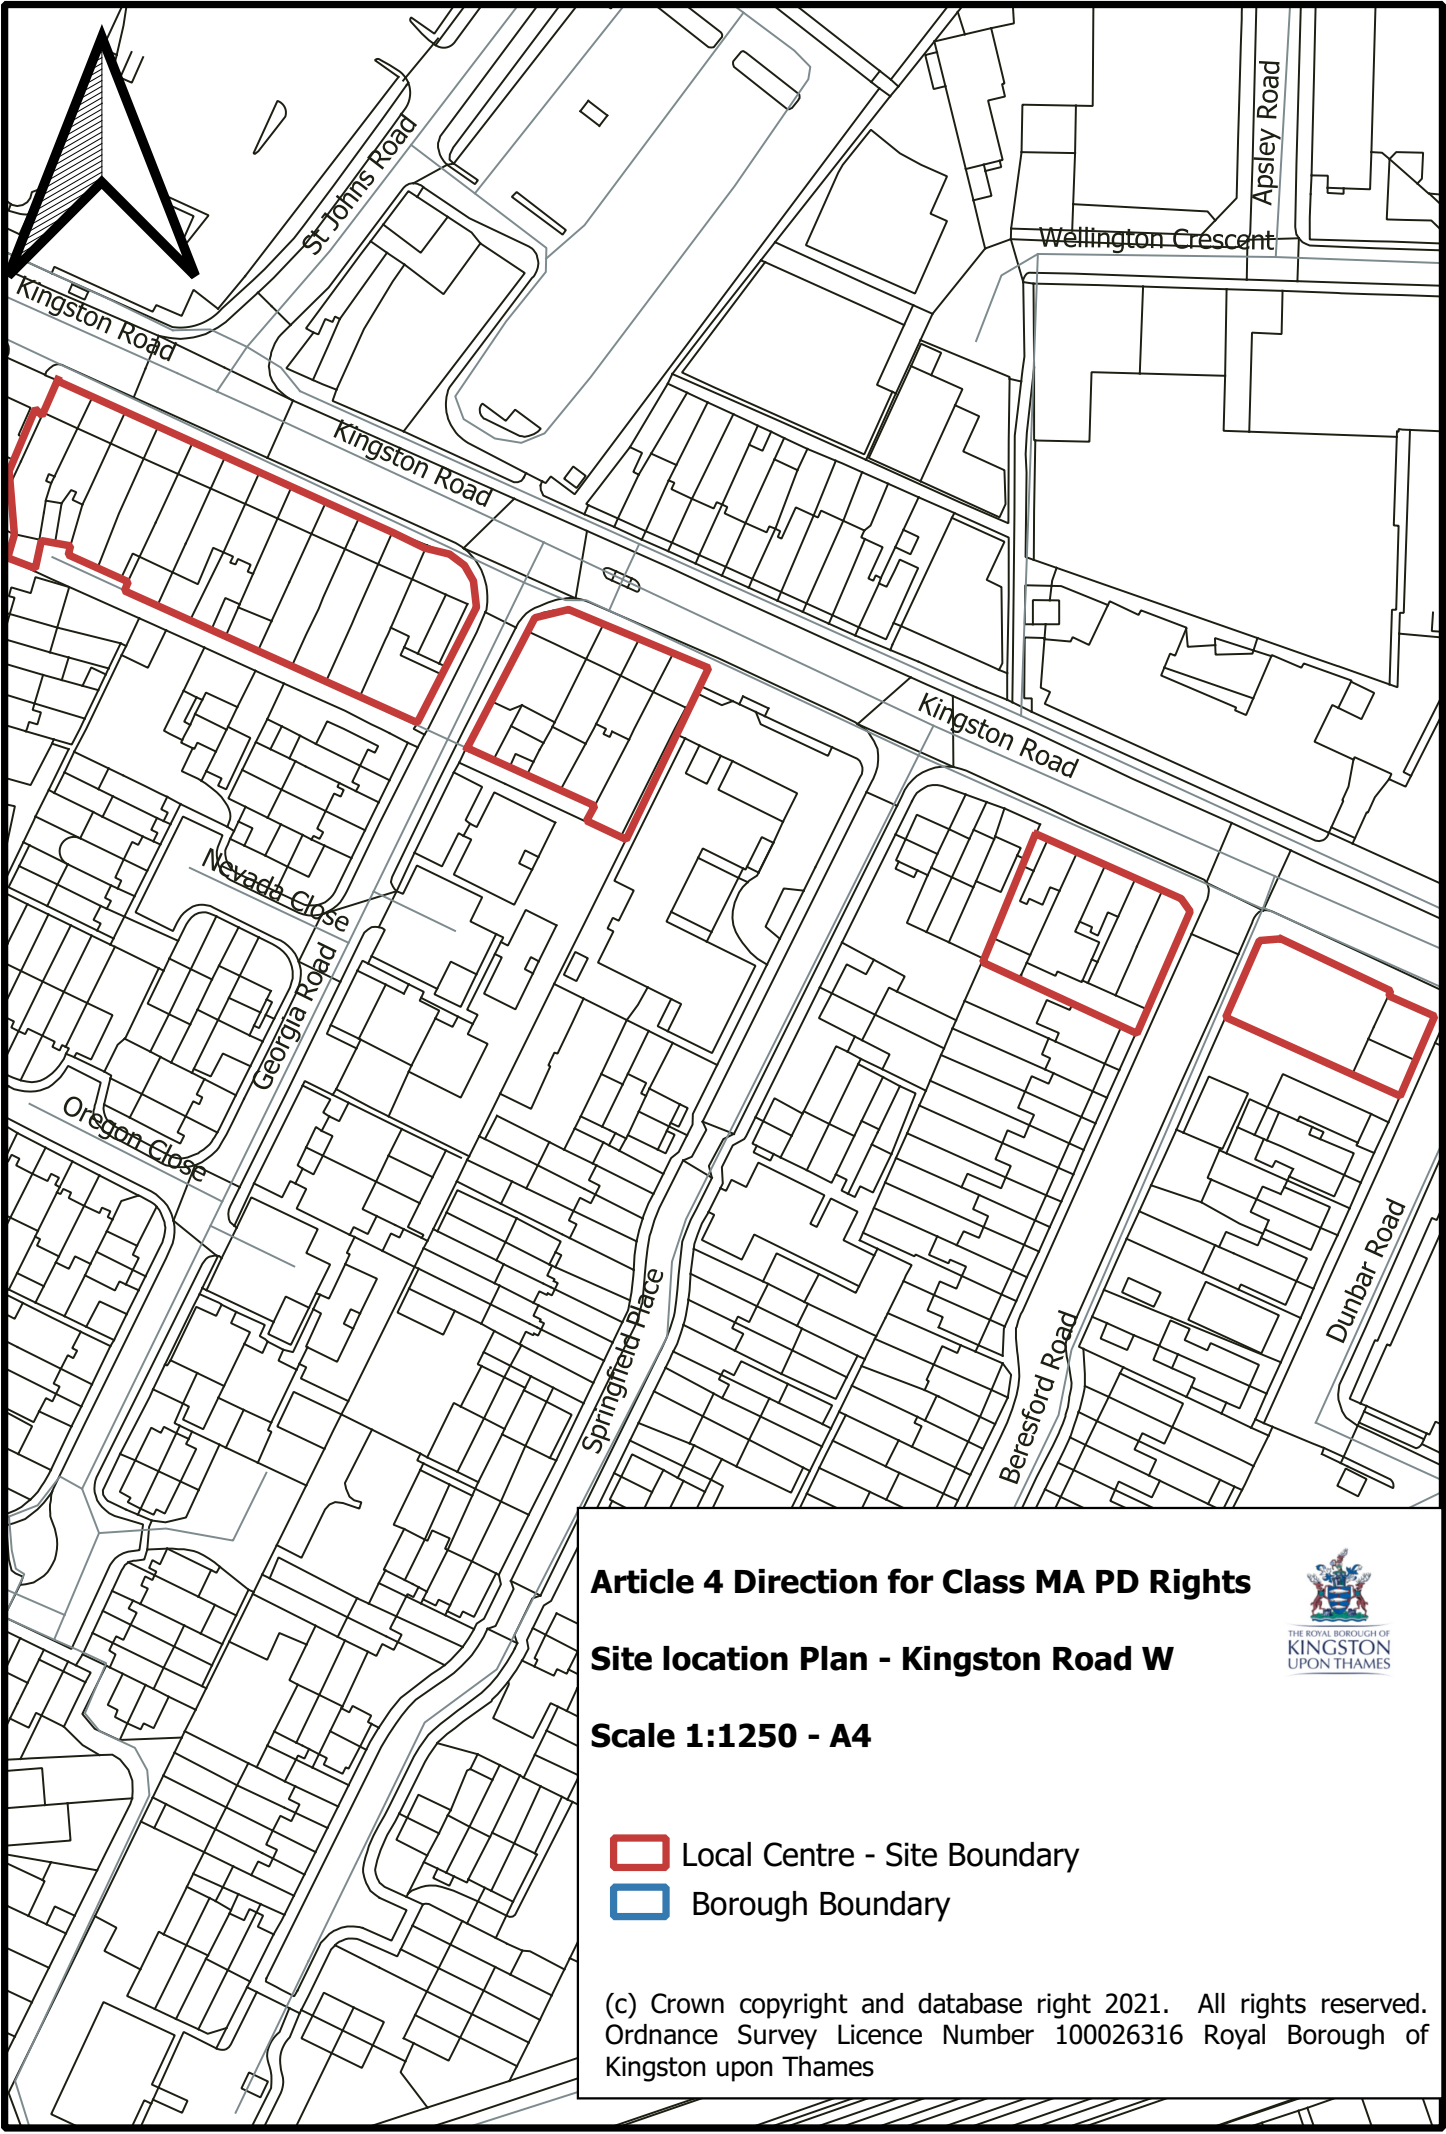 St Johns Road
Apsley Road
Wellington Crescent
Kingston Road
Kingston Road
Kingston Road
Nevada Close
Georgia Road
Oregon Close
Springfield Place
Beresford Road
Dunbar Road
Article 4 Direction for Class MA PD Rights
Site location Plan - Kingston Road W
Scale 1:1250 - A4
THE ROYAL BOROUGH OF
KINGSTON
UPON THAMES
Local Centre - Site Boundary
Borough Boundary
(c) Crown copyright and database right 2021. All rights reserved.
Ordnance Survey Licence Number 100026316 Royal Borough of
Kingston upon Thames